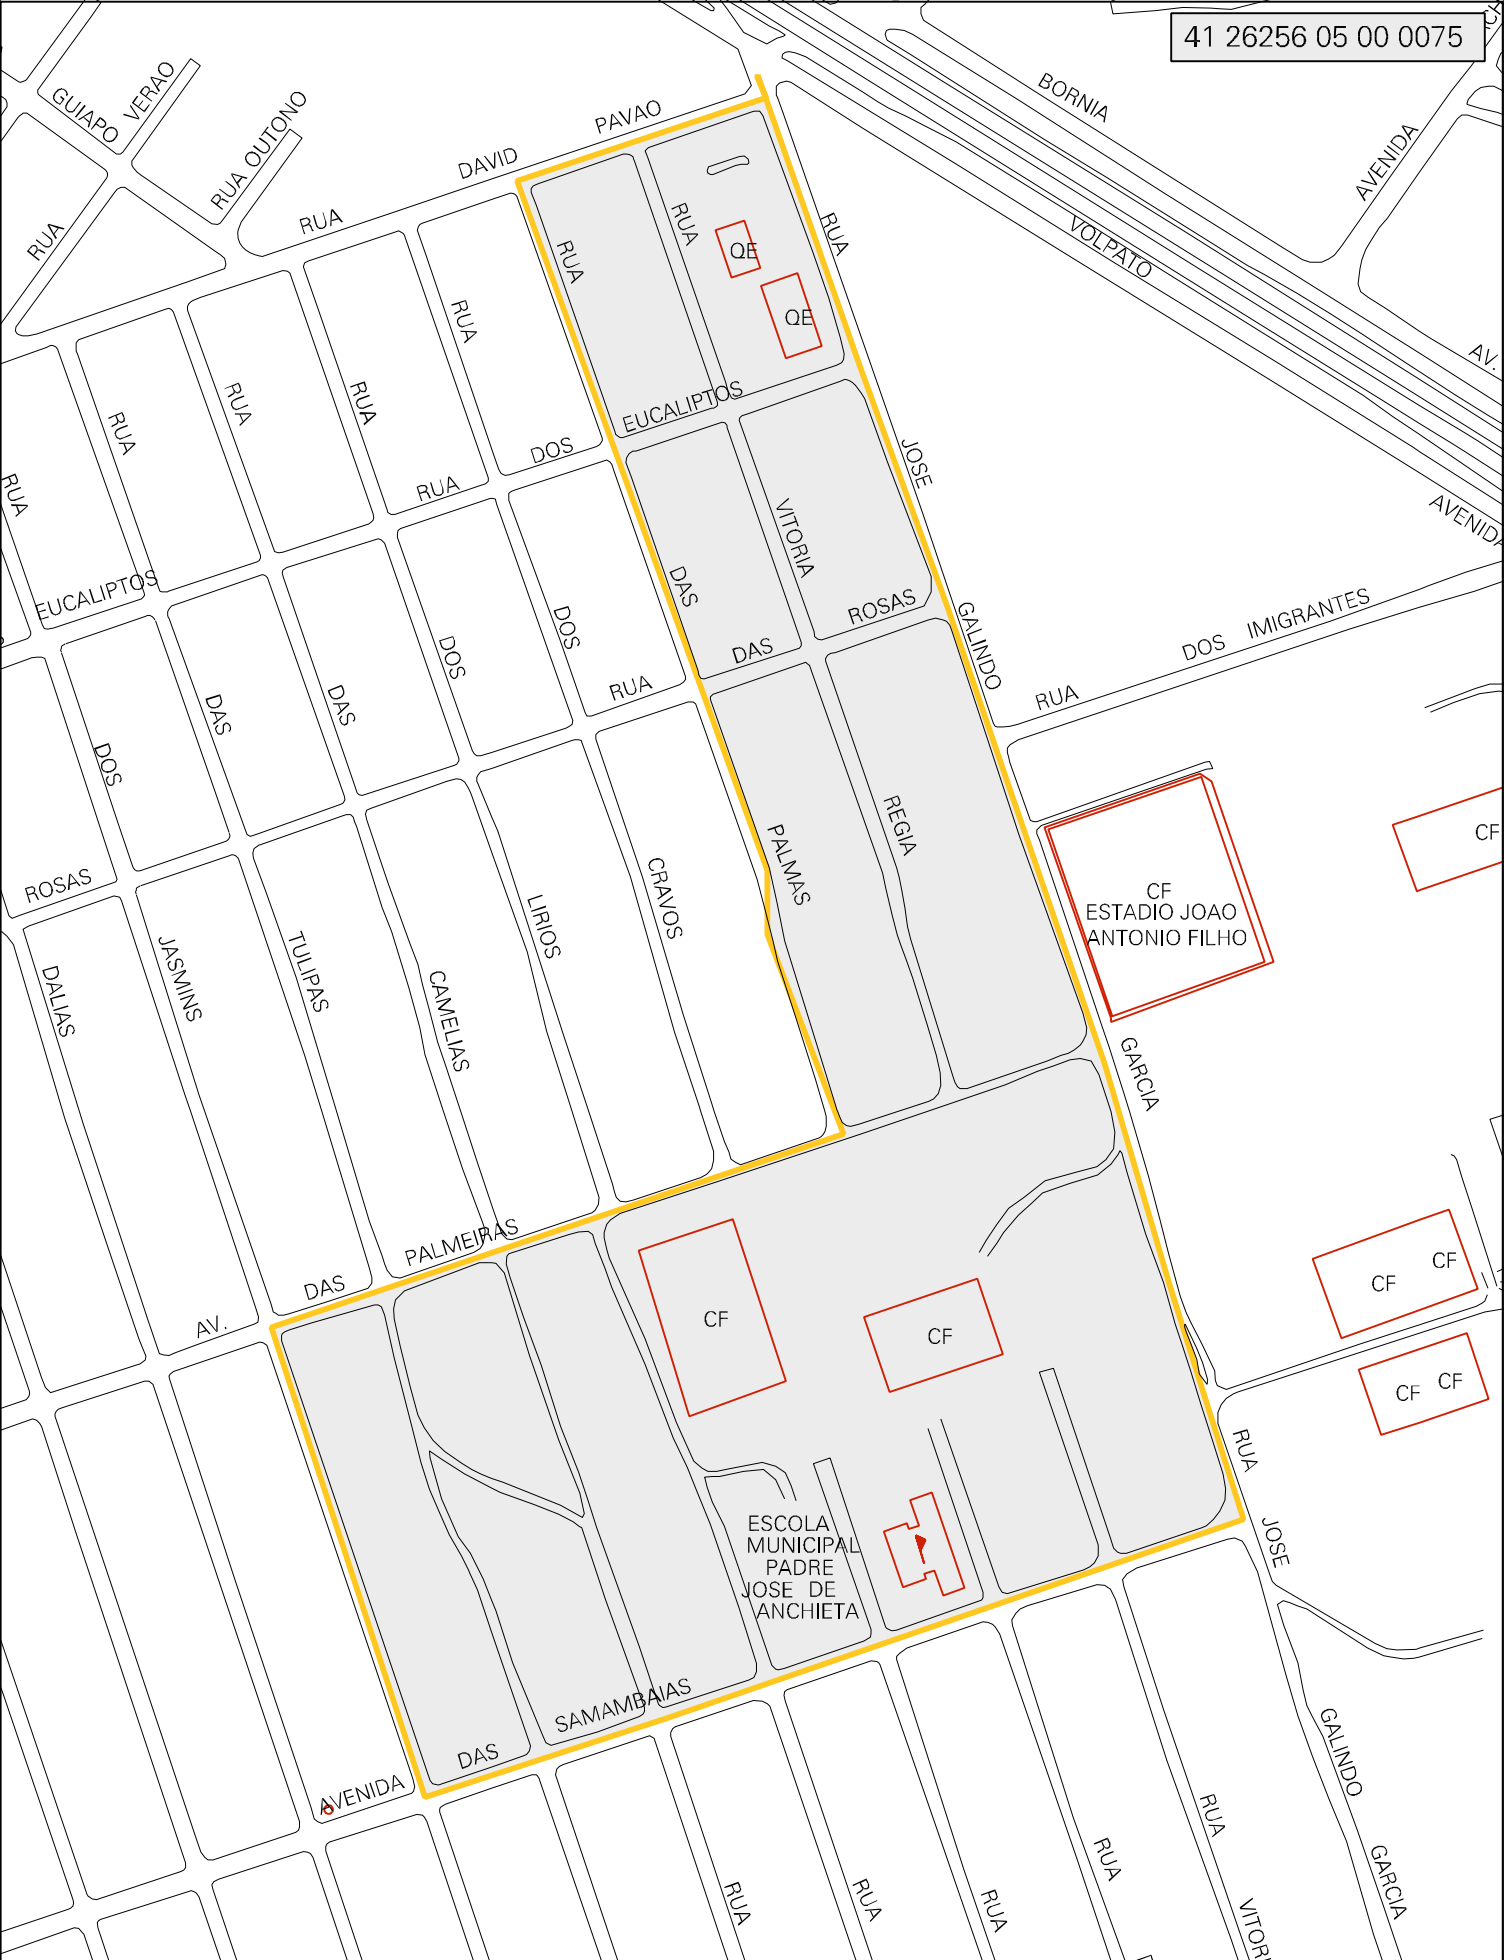 41 26256 05 00 0075
BORNIA
AVENIDA
VOLPATO
AV.
AVENIDA
GUIAPO
VERAO
RUA OUTONO
RUA
RUA
DAVID
PAVAO
RUA
RUA
RUA
RUA
QE
QE
RUA
RUA
RUA
RUA
RUA
RUA
DOS
EUCALIPTOS
JOSE
EUCALIPTOS
DOS
DAS
DAS
DOS
DOS
DAS
VITORIA
RUA
DAS
ROSAS
GALINDO
RUA
DOS
IMIGRANTES
ROSAS
DALIAS
JASMINS
TULIPAS
CAMELIAS
LIRIOS
CRAVOS
PALMAS
REGIA
CF
ESTADIO JOAO
ANTONIO FILHO
CF
GARCIA
AV.
DAS
PALMEIRAS
CF
CF
CF
CF
CF
CF
RUA
JOSE
ESCOLA
MUNICIPAL
PADRE
JOSE DE
ANCHIETA
AVENIDA
DAS
SAMAMBAIAS
GALINDO
GARCIA
RUA
RUA
RUA
RUA
RUA